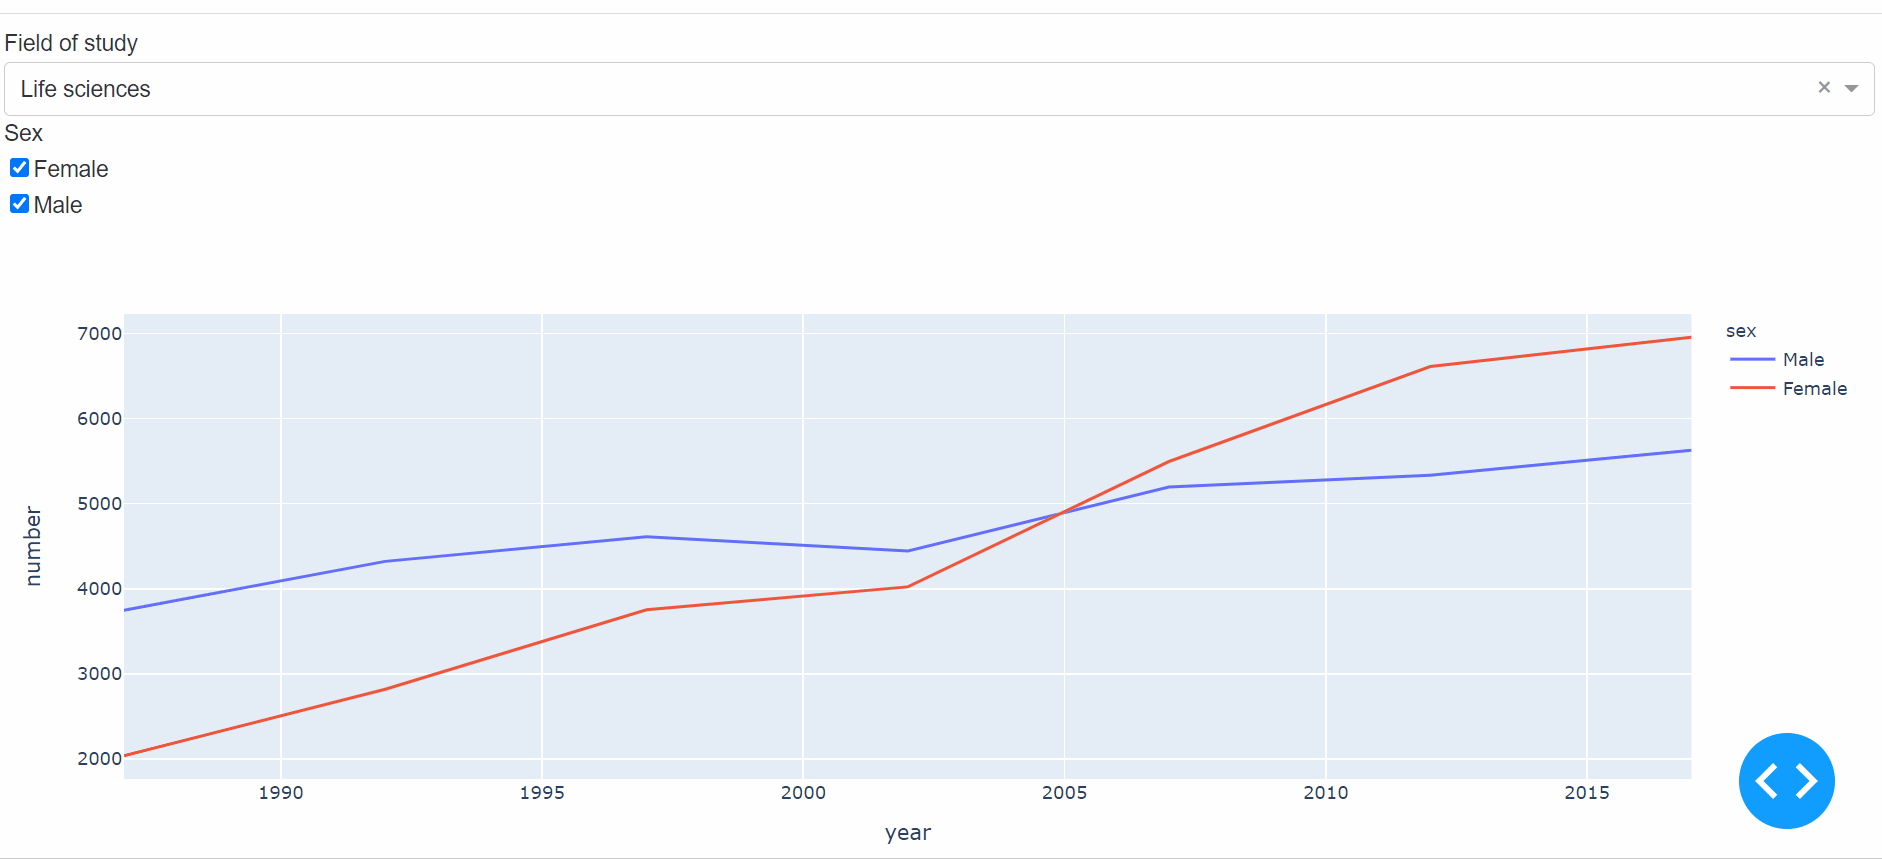 Field of study
Life sciences
Sex
Female
Male
7000
6000
5000
4000
3000
2000
number
1990 1995 2000 2005 2010 2015
year
sex
Male
Female